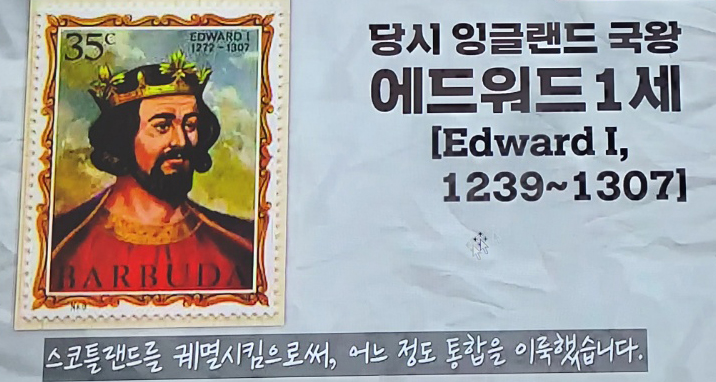 35c
EDWARD I
1272-1307
BARBUDA
당시 잉글랜드 국왕
에드워드 1세
[Edward I,
1239~1307]
스코틀랜드를 궤멸시킴으로써, 어느 정도 통합을 이룩했습니다.